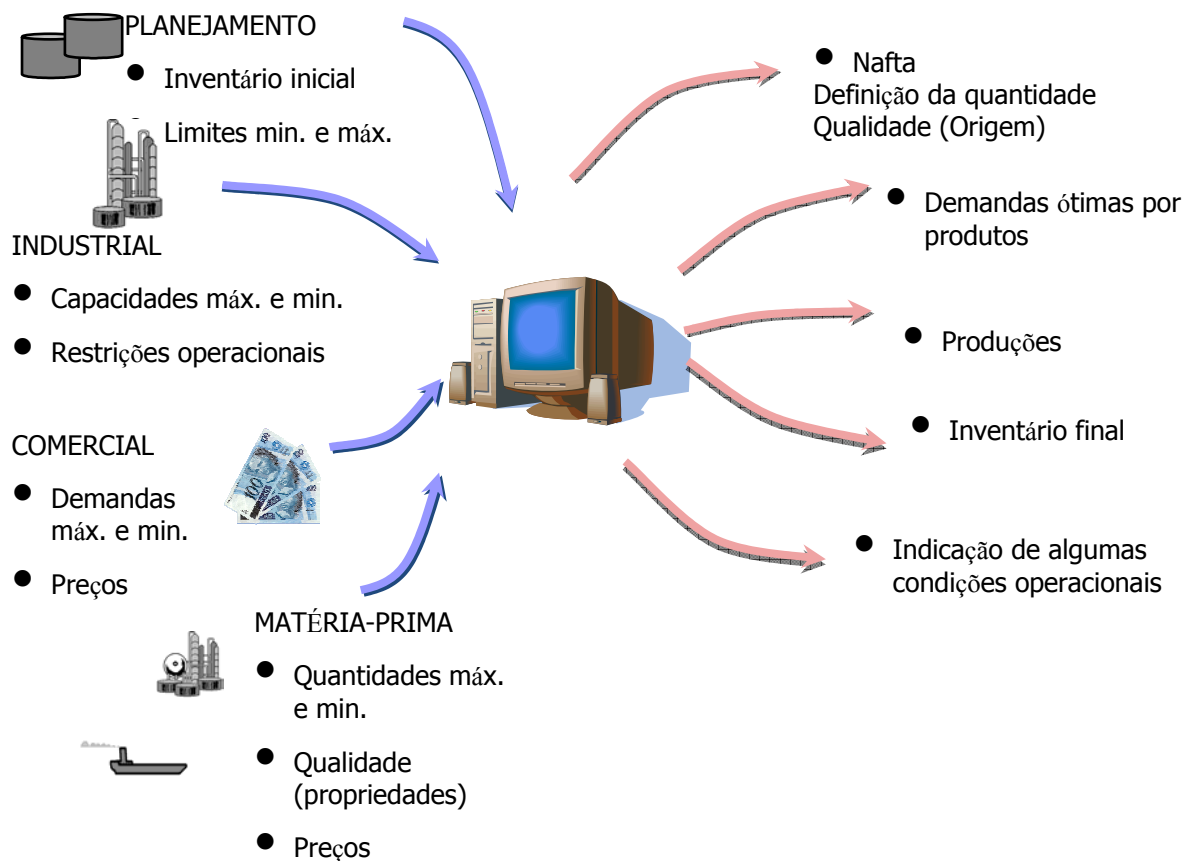 PLANEJAMENTO
● Inventário inicial
● Limites min. e máx.
INDUSTRIAL
● Capacidades máx. e min.
● Restrições operacionais
COMERCIAL
● Demandas
máx. e min.
● Preços
100
MATÉRIA-PRIMA
● Quantidades máx.
e min.
● Qualidade
(propriedades)
● Preços
● Nafta
Definição da quantidade
Qualidade (Origem)
● Demandas ótimas por
produtos
● Produções
● Inventário final
● Indicação de algumas
condições operacionais